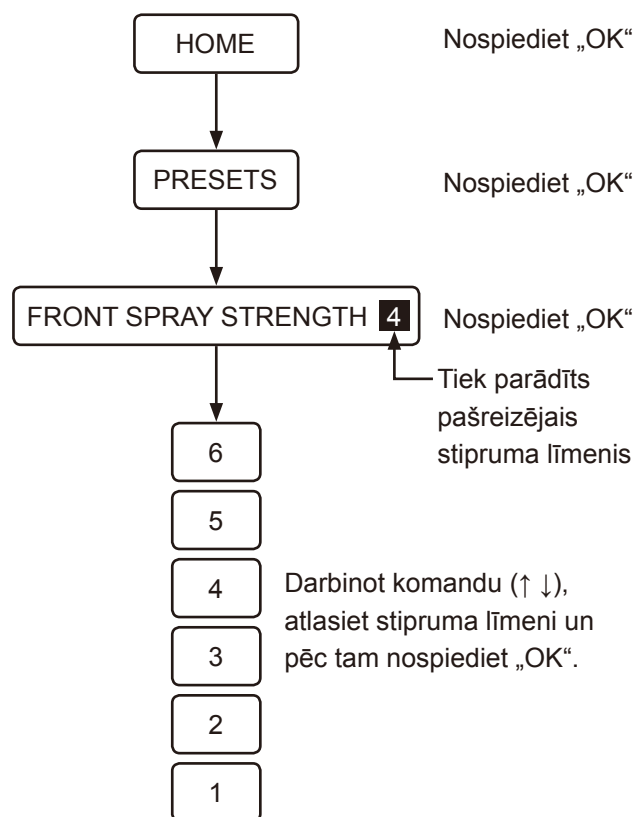 HOME
Nospiediet „OK“
PRESETS
Nospiediet „OK“
FRONT SPRAY STRENGTH 4
Nospiediet „OK“
Tiek parādīts
pašreizējais
stipruma līmenis
6
5
4
Darbinot komandu (↑ ↓),
atlasiet stipruma līmeni un
pēc tam nospiediet „OK“.
3
2
1